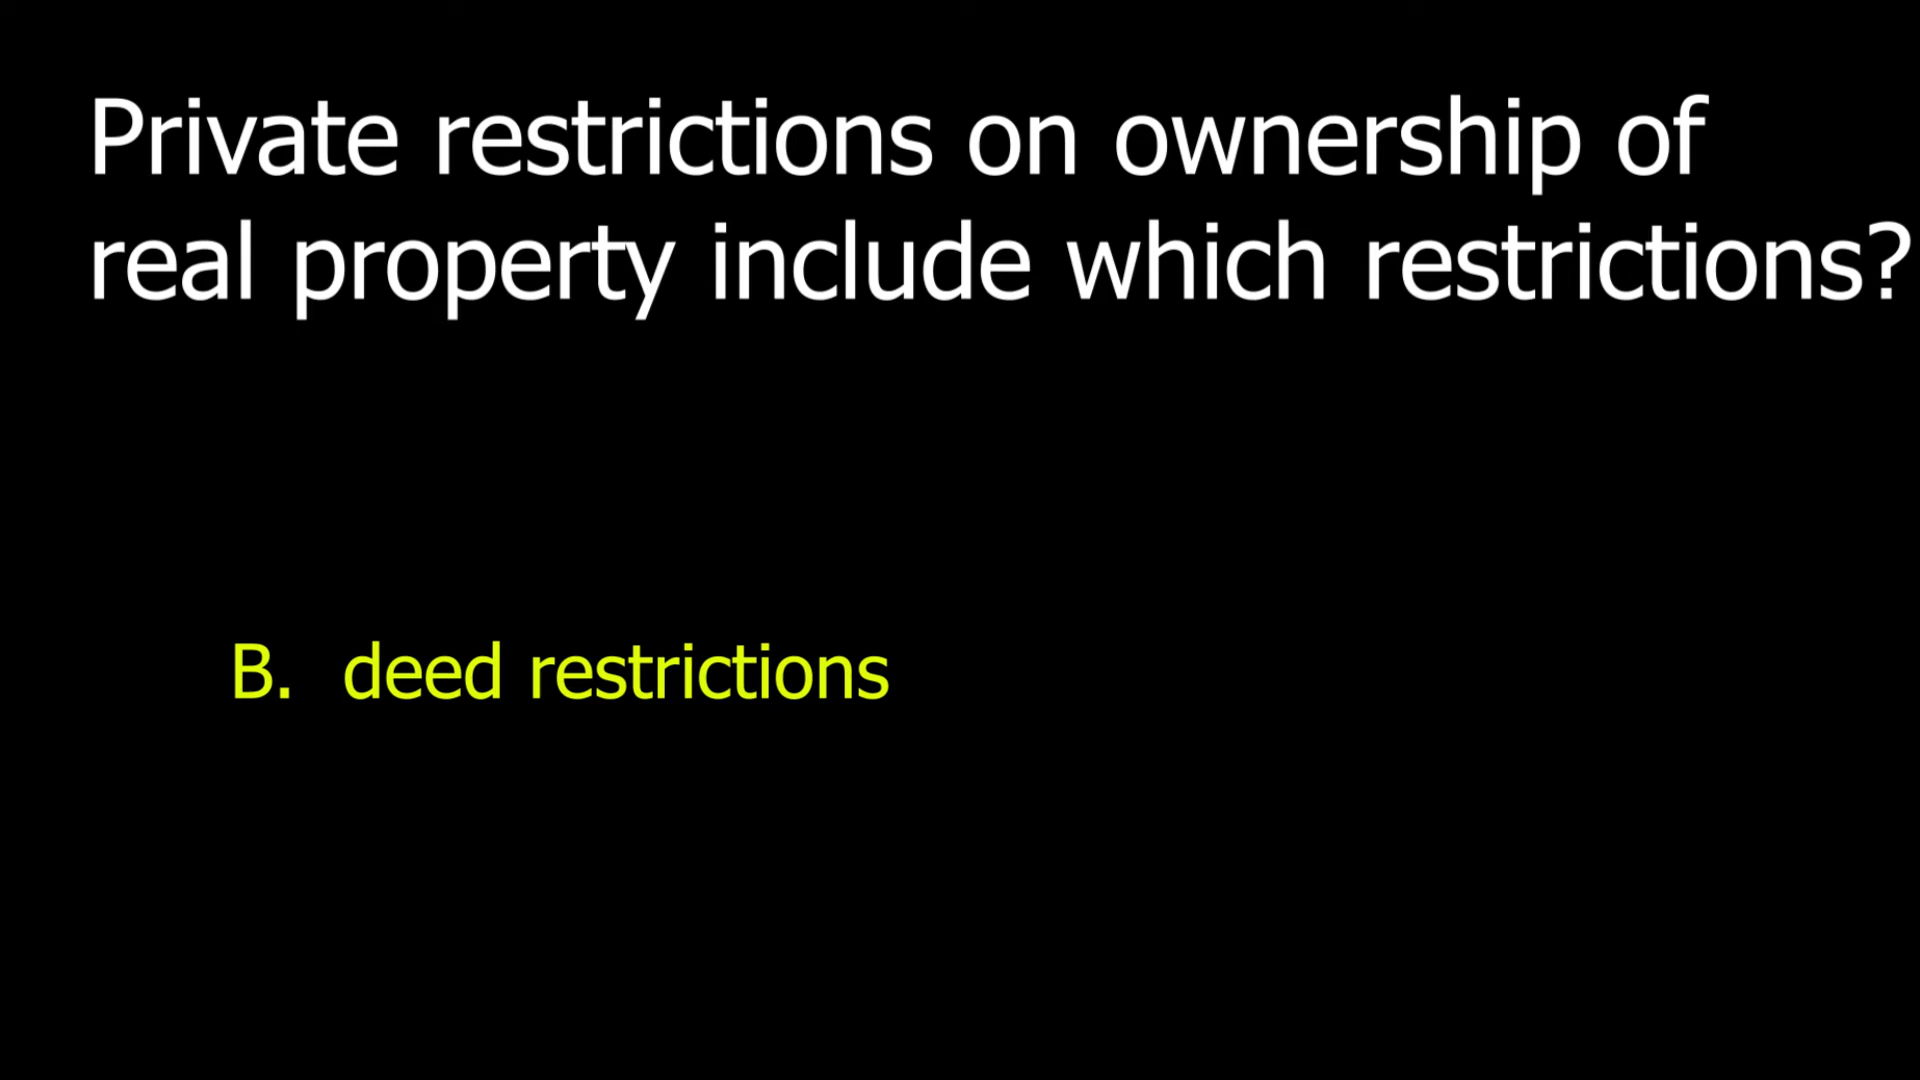 Private restrictions on ownership of
real property include which restrictions?
B. deed restrictions